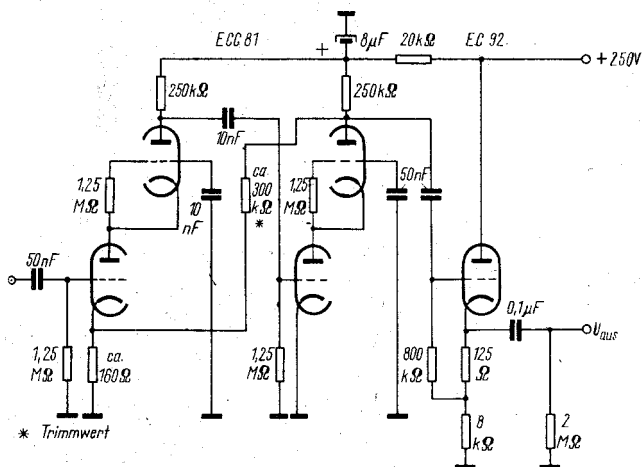 ECC 81
+
8µF
20kΩ
EC 92
+ 250V
250kΩ
10nF
250kΩ
1,25
MΩ
10
nF
ca.
300
kΩ
*
1,25
MΩ
50nF
50nF
1,25
MΩ
ca.
160Ω
1,25
MΩ
800
kΩ
125
Ω
0,1µF
Uaus
8
kΩ
2
MΩ
* Trimmwert